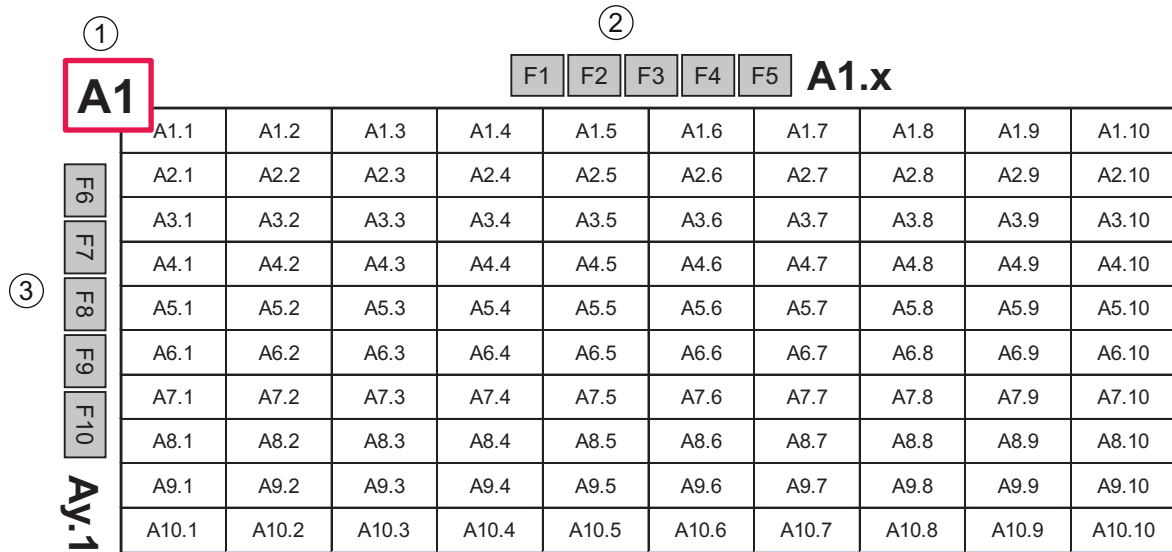 ① ②
A1 F1 F2 F3 F4 F5 A1.x
A1.1 A1.2 A1.3 A1.4 A1.5 A1.6 A1.7 A1.8 A1.9 A1.10
F6 A2.1 A2.2 A2.3 A2.4 A2.5 A2.6 A2.7 A2.8 A2.9 A2.10
A3.1 A3.2 A3.3 A3.4 A3.5 A3.6 A3.7 A3.8 A3.9 A3.10
F7 A4.1 A4.2 A4.3 A4.4 A4.5 A4.6 A4.7 A4.8 A4.9 A4.10
③ F8 A5.1 A5.2 A5.3 A5.4 A5.5 A5.6 A5.7 A5.8 A5.9 A5.10
F9 A6.1 A6.2 A6.3 A6.4 A6.5 A6.6 A6.7 A6.8 A6.9 A6.10
A7.1 A7.2 A7.3 A7.4 A7.5 A7.6 A7.7 A7.8 A7.9 A7.10
F10 A8.1 A8.2 A8.3 A8.4 A8.5 A8.6 A8.7 A8.8 A8.9 A8.10
Ay.1 A9.1 A9.2 A9.3 A9.4 A9.5 A9.6 A9.7 A9.8 A9.9 A9.10
A10.1 A10.2 A10.3 A10.4 A10.5 A10.6 A10.7 A10.8 A10.9 A10.10